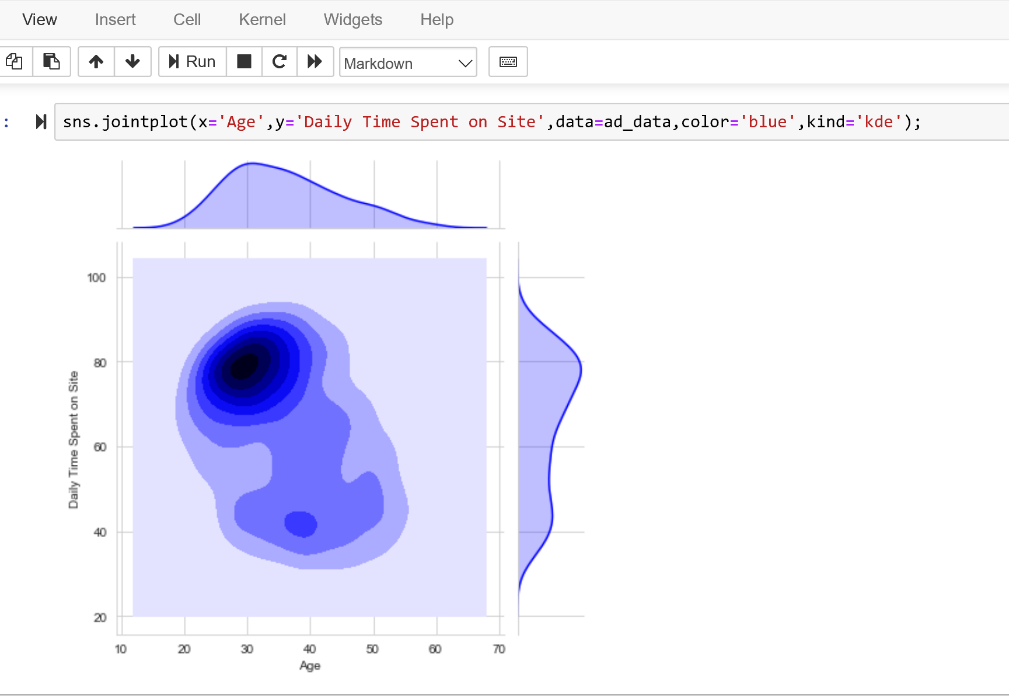 View Insert Cell Kernel Widgets Help
Run Markdown
: sns.jointplot(x='Age',y='Daily Time Spent on Site',data=ad_data,color='blue',kind='kde');
100
80
60
40
20
Daily Time Spent on Site
10 20 30 40 50 60 70
Age